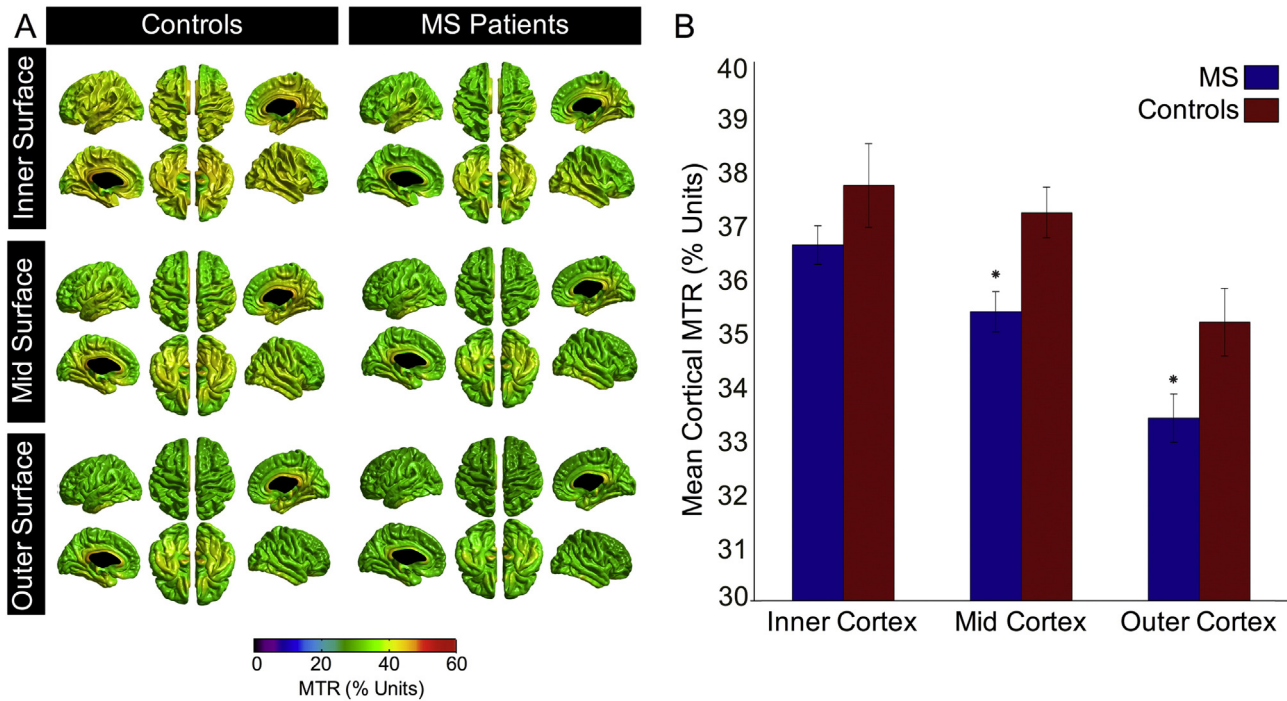 A
Controls
MS Patients
Inner Surface
Mid Surface
Outer Surface
0 20 40 60
MTR (% Units)
B
MS
Controls
Mean Cortical MTR (% Units)
40
39
38
37
36
35
34
33
32
31
30
*
*
Inner Cortex
Mid Cortex
Outer Cortex